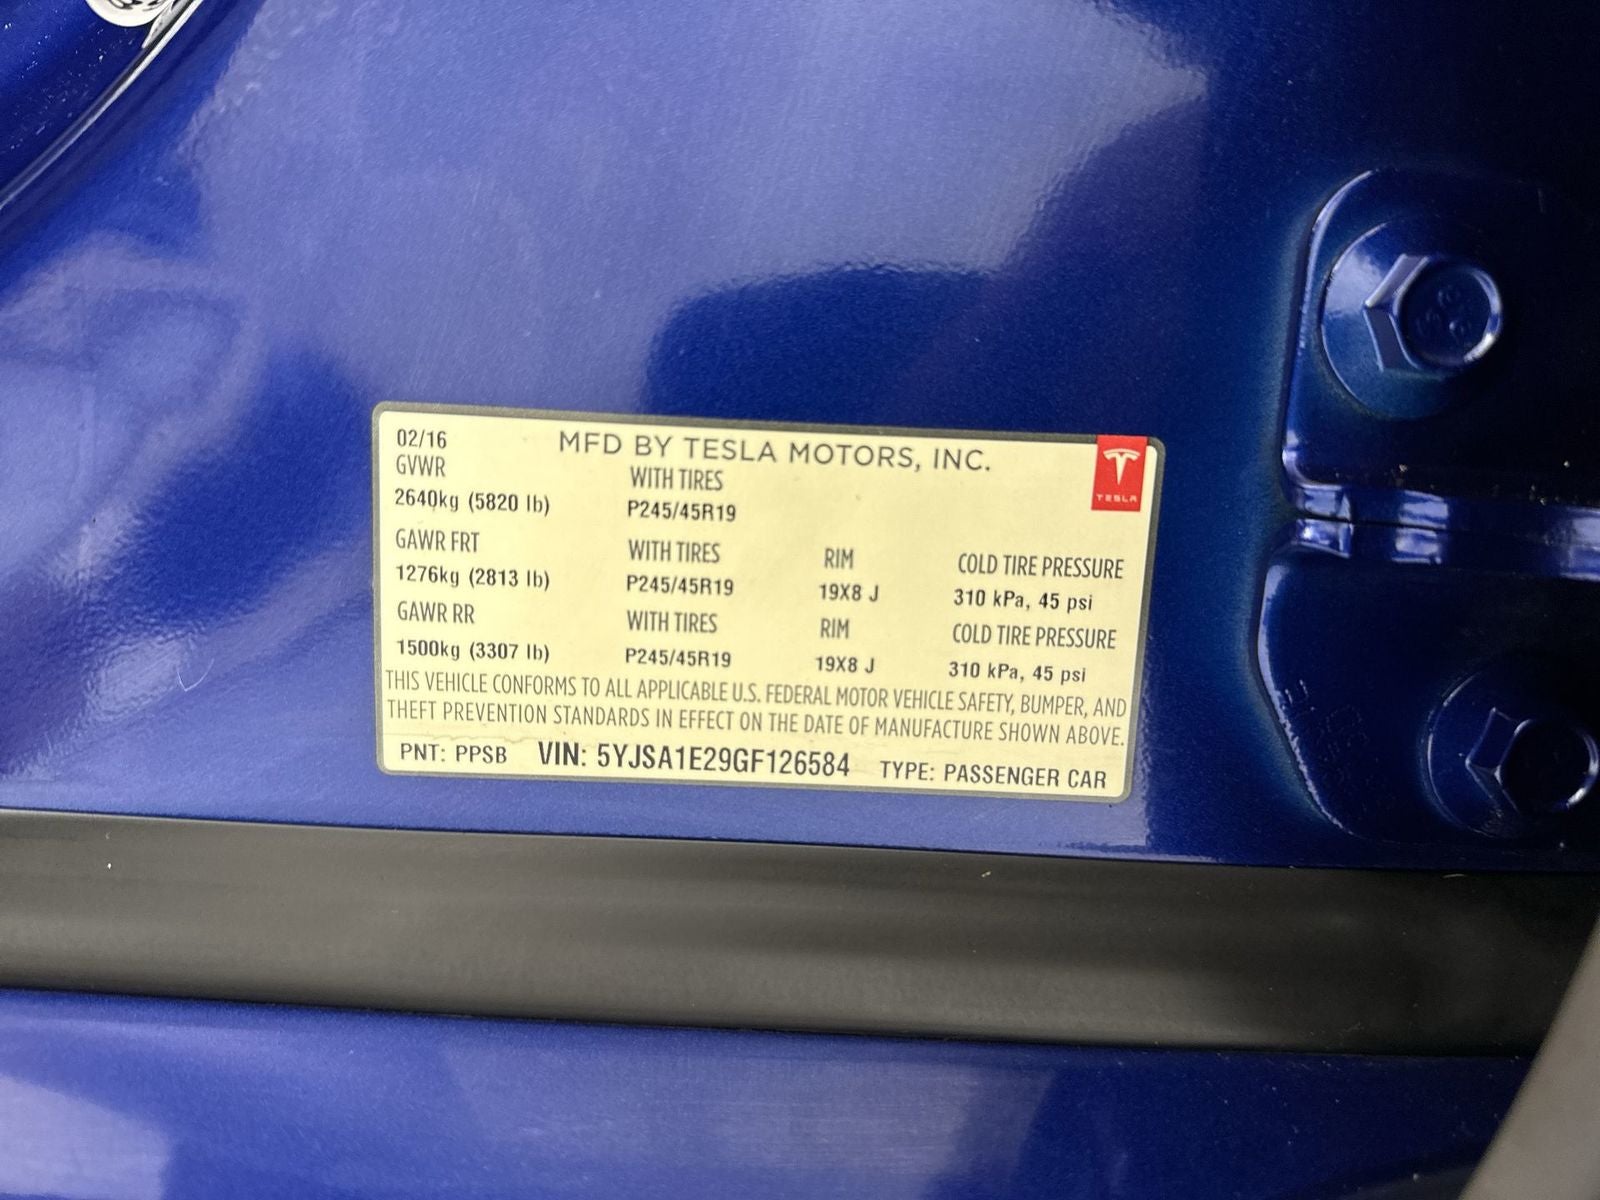 02/16 MFD BY TESLA MOTORS, INC.
TESLA
GVWR WITH TIRES
2640kg (5820 lb) P245/45R19
GAWR FRT WITH TIRES RIM COLD TIRE PRESSURE
1276kg (2813 lb) P245/45R19 19X8 J 310 kPa, 45 psi
GAWR RR WITH TIRES RIM COLD TIRE PRESSURE
1500kg (3307 lb) P245/45R19 19X8 J 310 kPa, 45 psi
THIS VEHICLE CONFORMS TO ALL APPLICABLE U.S. FEDERAL MOTOR VEHICLE SAFETY, BUMPER, AND
THEFT PREVENTION STANDARDS IN EFFECT ON THE DATE OF MANUFACTURE SHOWN ABOVE.
PNT: PPSB VIN: 5YJSA1E29GF126584 TYPE: PASSENGER CAR